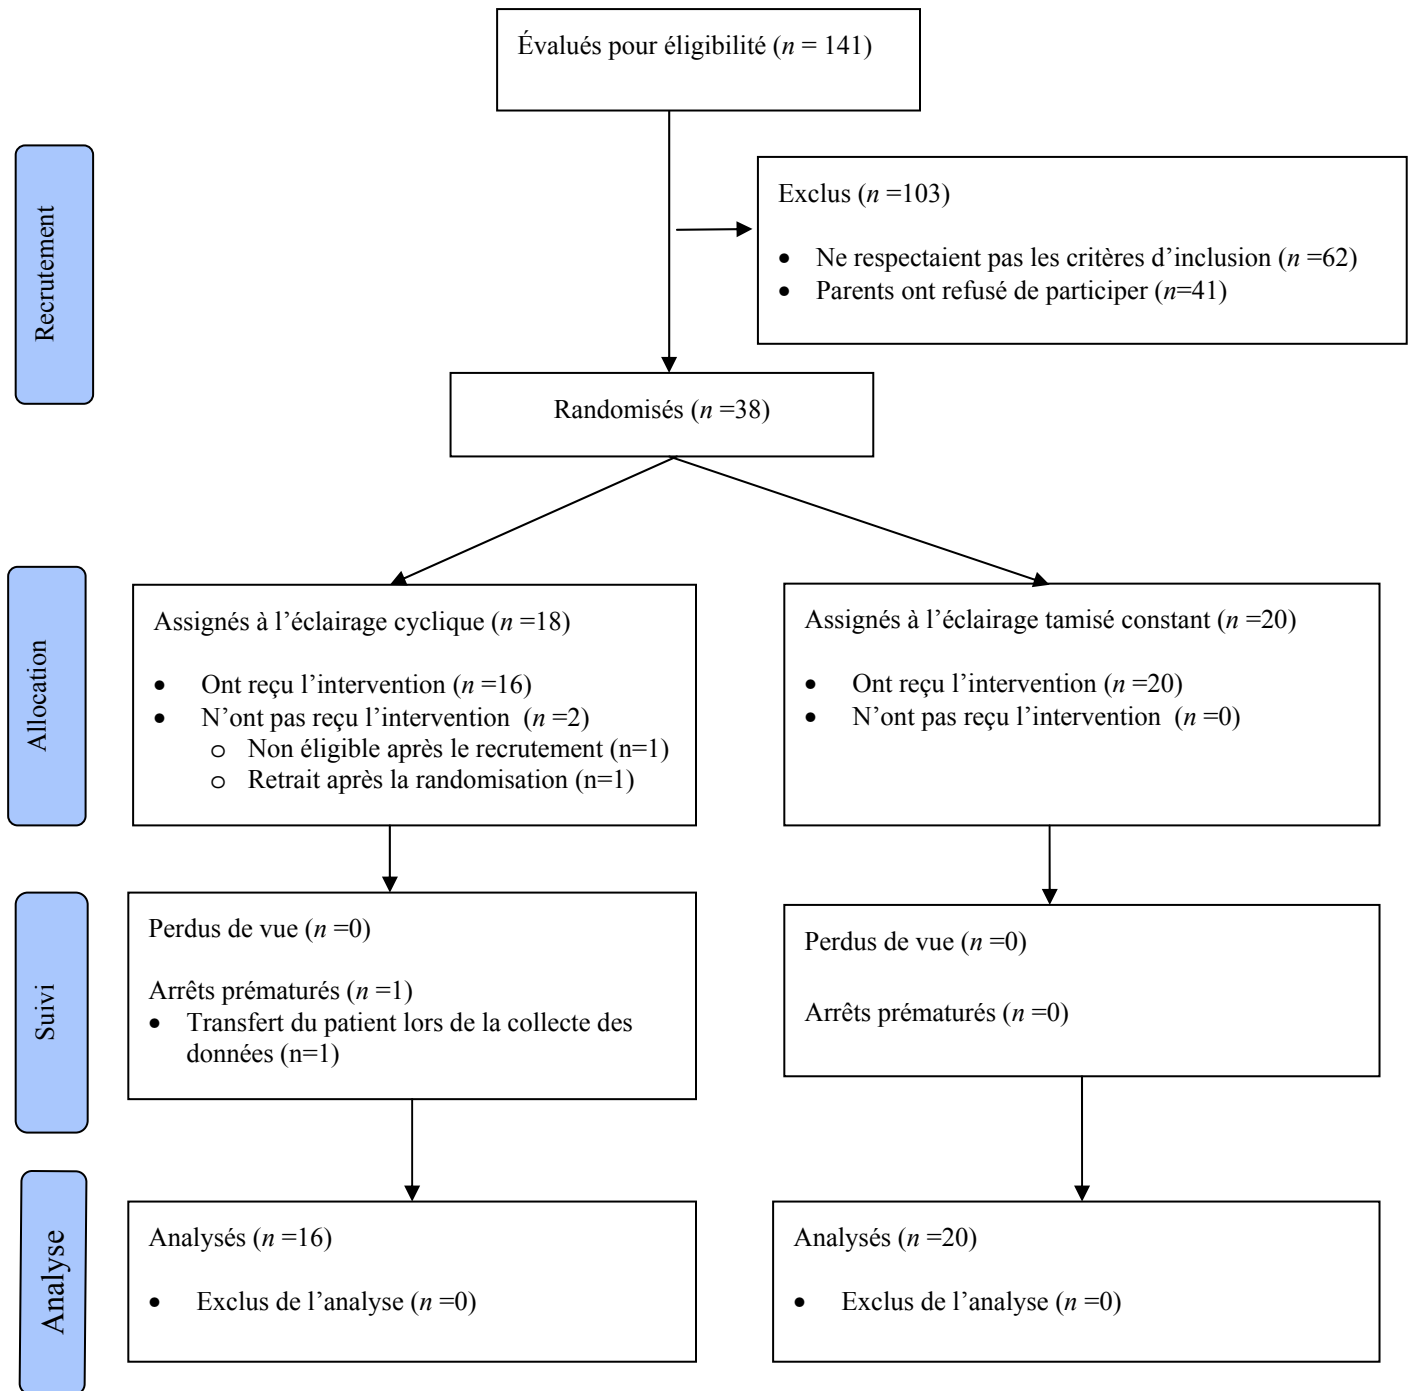 Évalués pour éligibilité (n = 141)
Recrutement
Exclus (n =103)
• Ne respectaient pas les critères d’inclusion (n =62)
• Parents ont refusé de participer (n=41)
Randomisés (n =38)
Allocation
Assignés à l’éclairage cyclique (n =18)
• Ont reçu l’intervention (n =16)
• N’ont pas reçu l’intervention (n =2)
o Non éligible après le recrutement (n=1)
o Retrait après la randomisation (n=1)
Assignés à l’éclairage tamisé constant (n =20)
• Ont reçu l’intervention (n =20)
• N’ont pas reçu l’intervention (n =0)
Suivi
Perdus de vue (n =0)
Arrêts prématurés (n =1)
• Transfert du patient lors de la collecte des
données (n=1)
Perdus de vue (n =0)
Arrêts prématurés (n =0)
Analyse
Analysés (n =16)
• Exclus de l’analyse (n =0)
Analysés (n =20)
• Exclus de l’analyse (n =0)